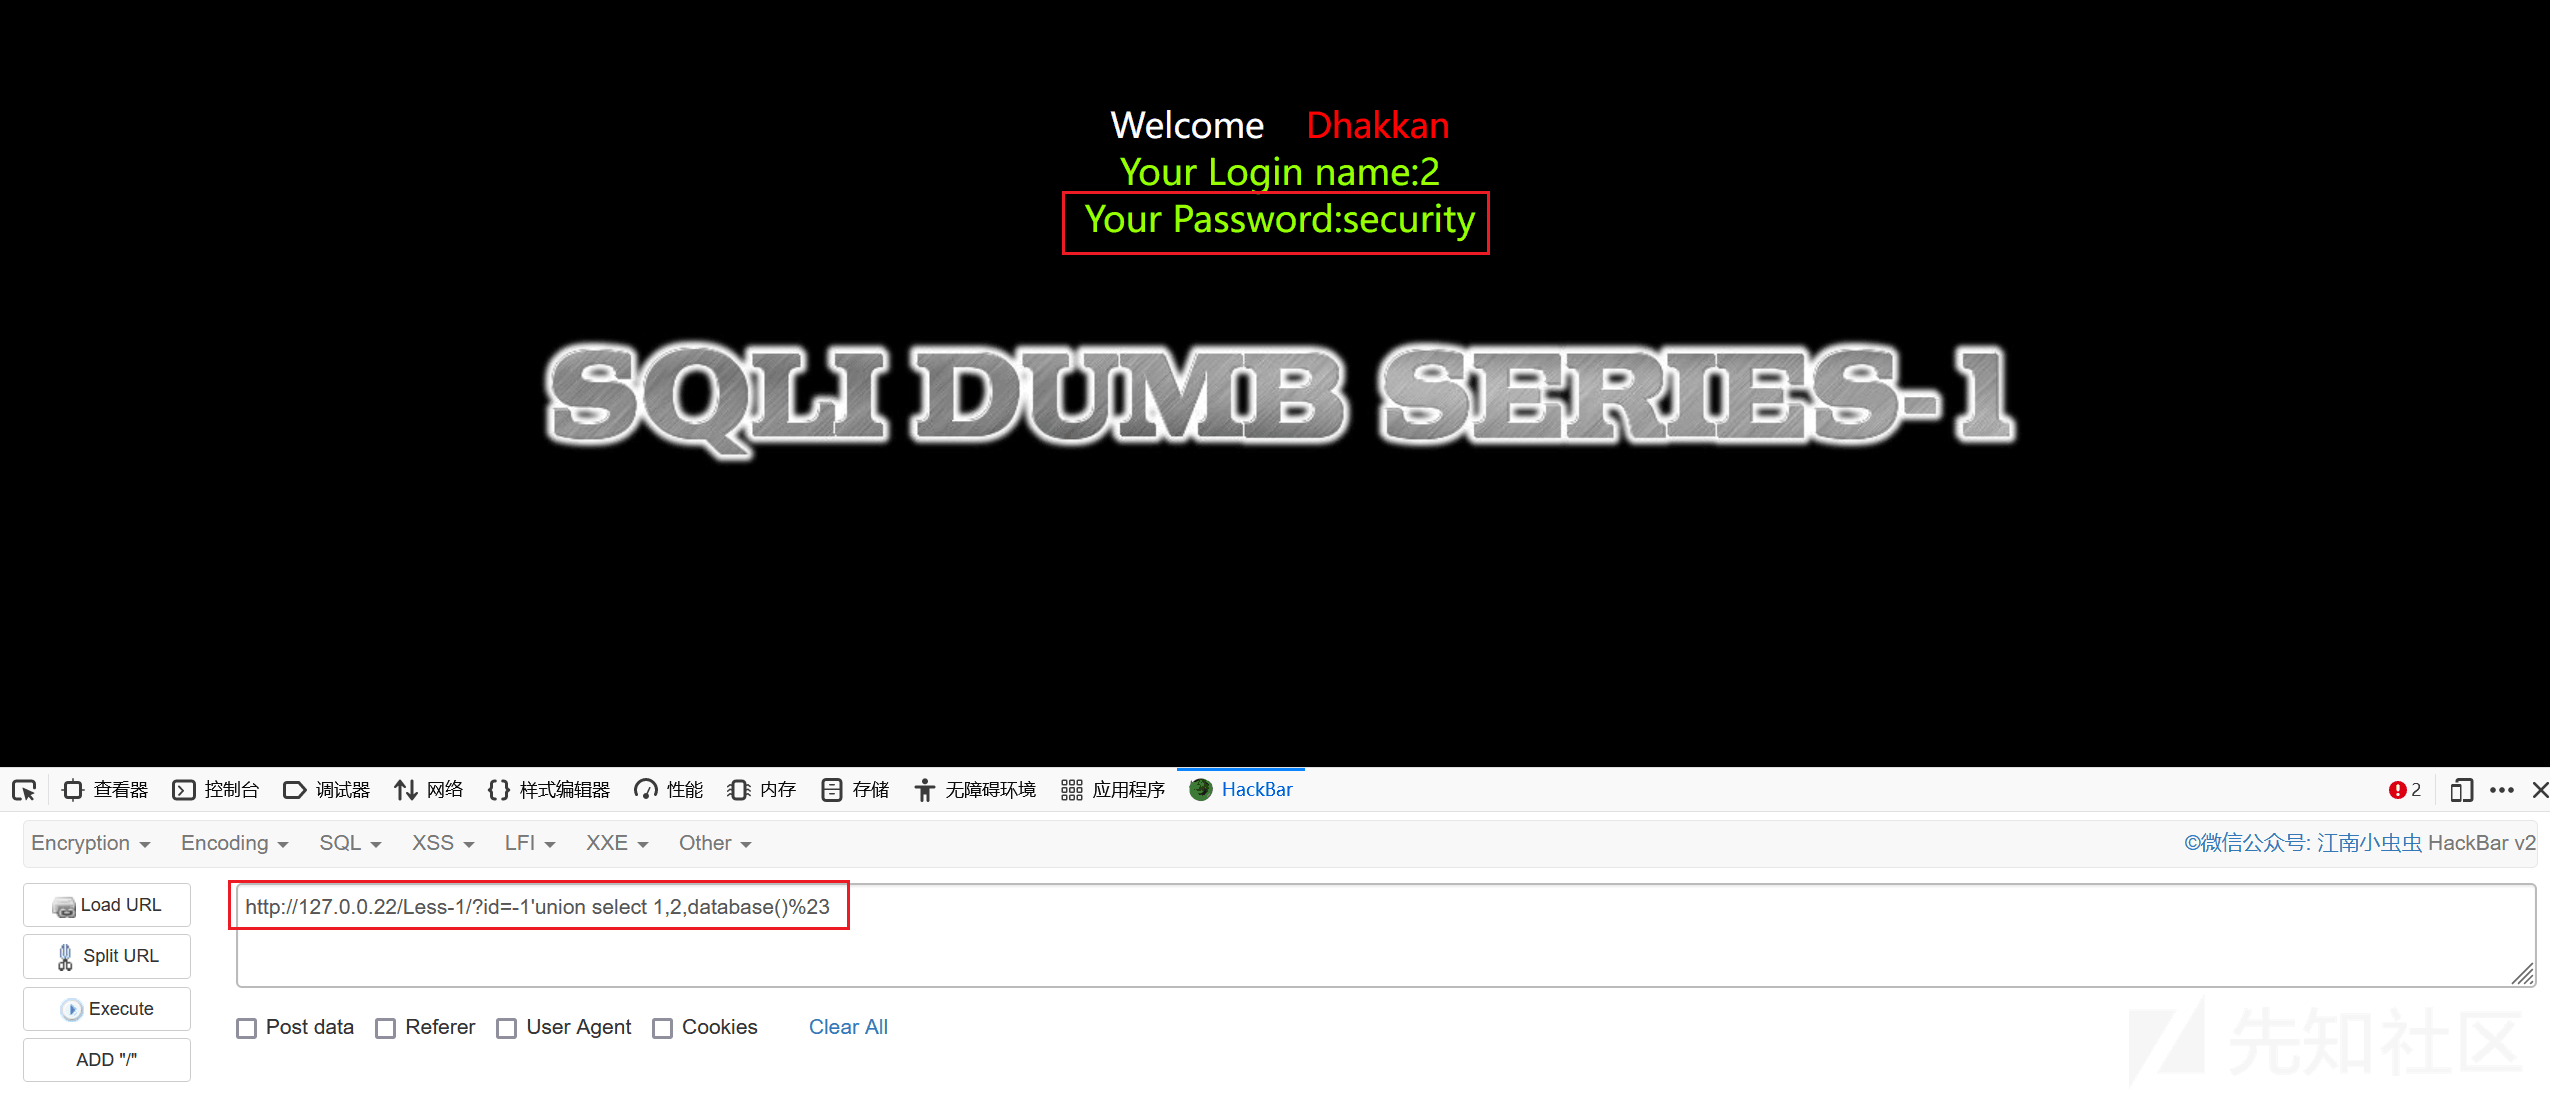 Welcome Dhakkan
Your Login name:2
Your Password:security
SQLI DUMB SERIES-1
查看器 控制台 调试器 网络 样式编辑器 性能 内存 存储 无障碍环境 应用程序 HackBar 2
Encryption Encoding SQL XSS LFI XXE Other ©微信公众号: 江南小虫虫 HackBar v2
Load URL
http://127.0.0.22/Less-1/?id=-1'union select 1,2,database()%23
Split URL
Execute
Post data Referer User Agent Cookies Clear All
ADD "/"
先知社区